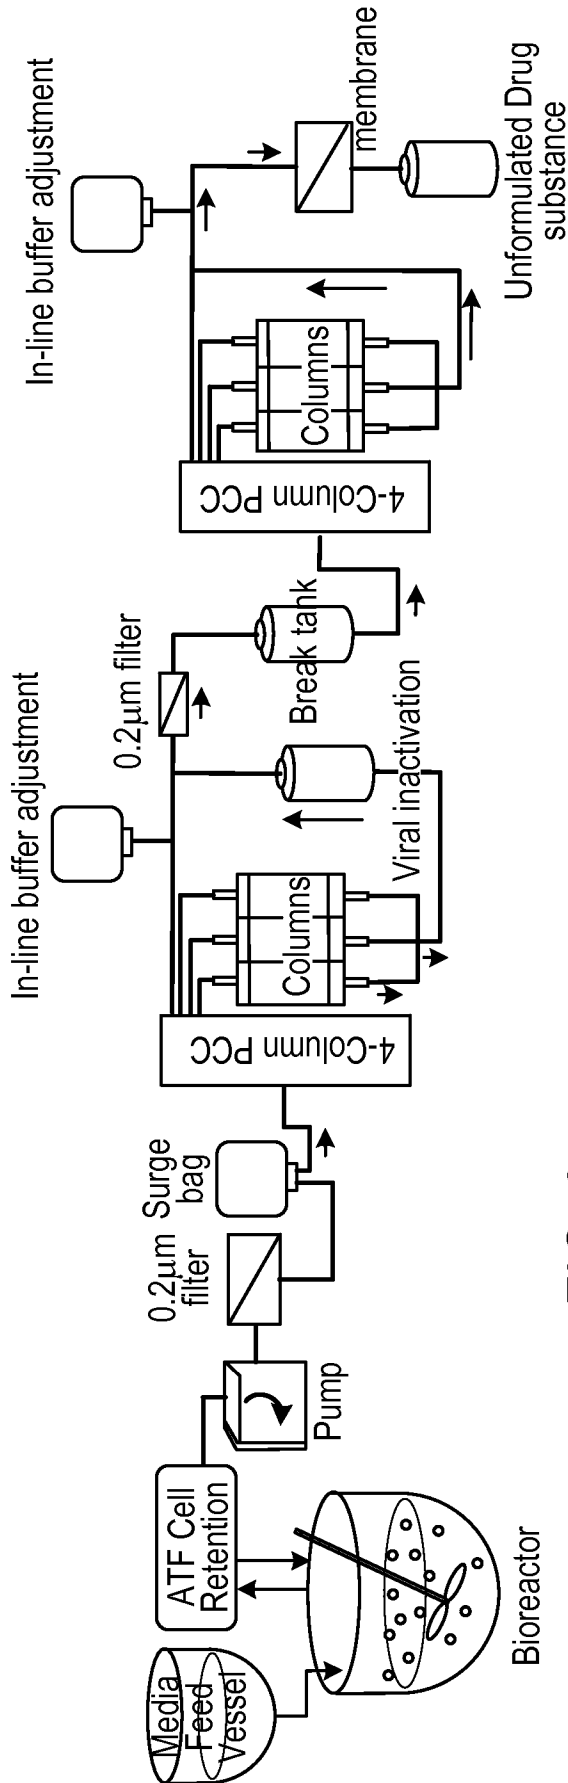 Media
Feed
Vessel
ATF Cell
Retention
Bioreactor
Pump
0.2µm
filter
Surge
bag
4-Column PCC
Columns
In-line buffer adjustment
Viral inactivation
0.2µm filter
Break tank
4-Column PCC
Columns
In-line buffer adjustment
membrane
Unformulated Drug
substance